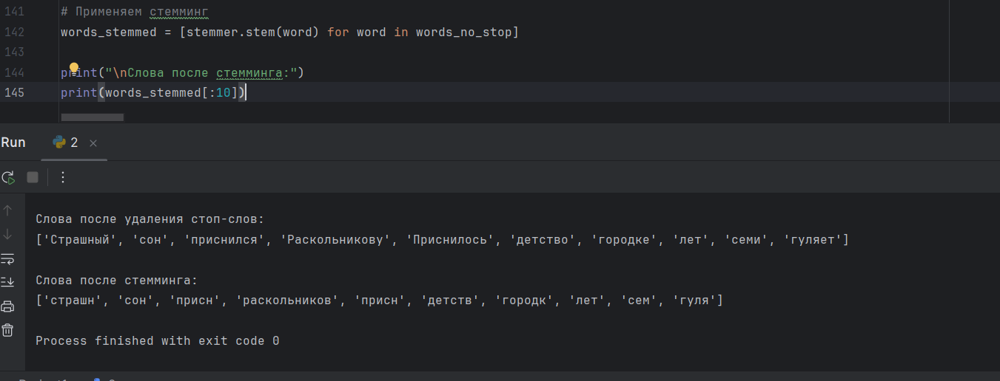 141 # Применяем стемминг
142 words_stemmed = [stemmer.stem(word) for word in words_no_stop]
143
144 print("\nСлова после стемминга:")
145 print(words_stemmed[:10])
Run 2
Слова после удаления стоп-слов:
['Страшный', 'сон', 'приснился', 'Раскольникову', 'Приснилось', 'детство', 'городке', 'лет', 'семи', 'гуляет']
Слова после стемминга:
['страшн', 'сон', 'присн', 'раскольников', 'присн', 'детств', 'городк', 'лет', 'сем', 'гуля']
Process finished with exit code 0